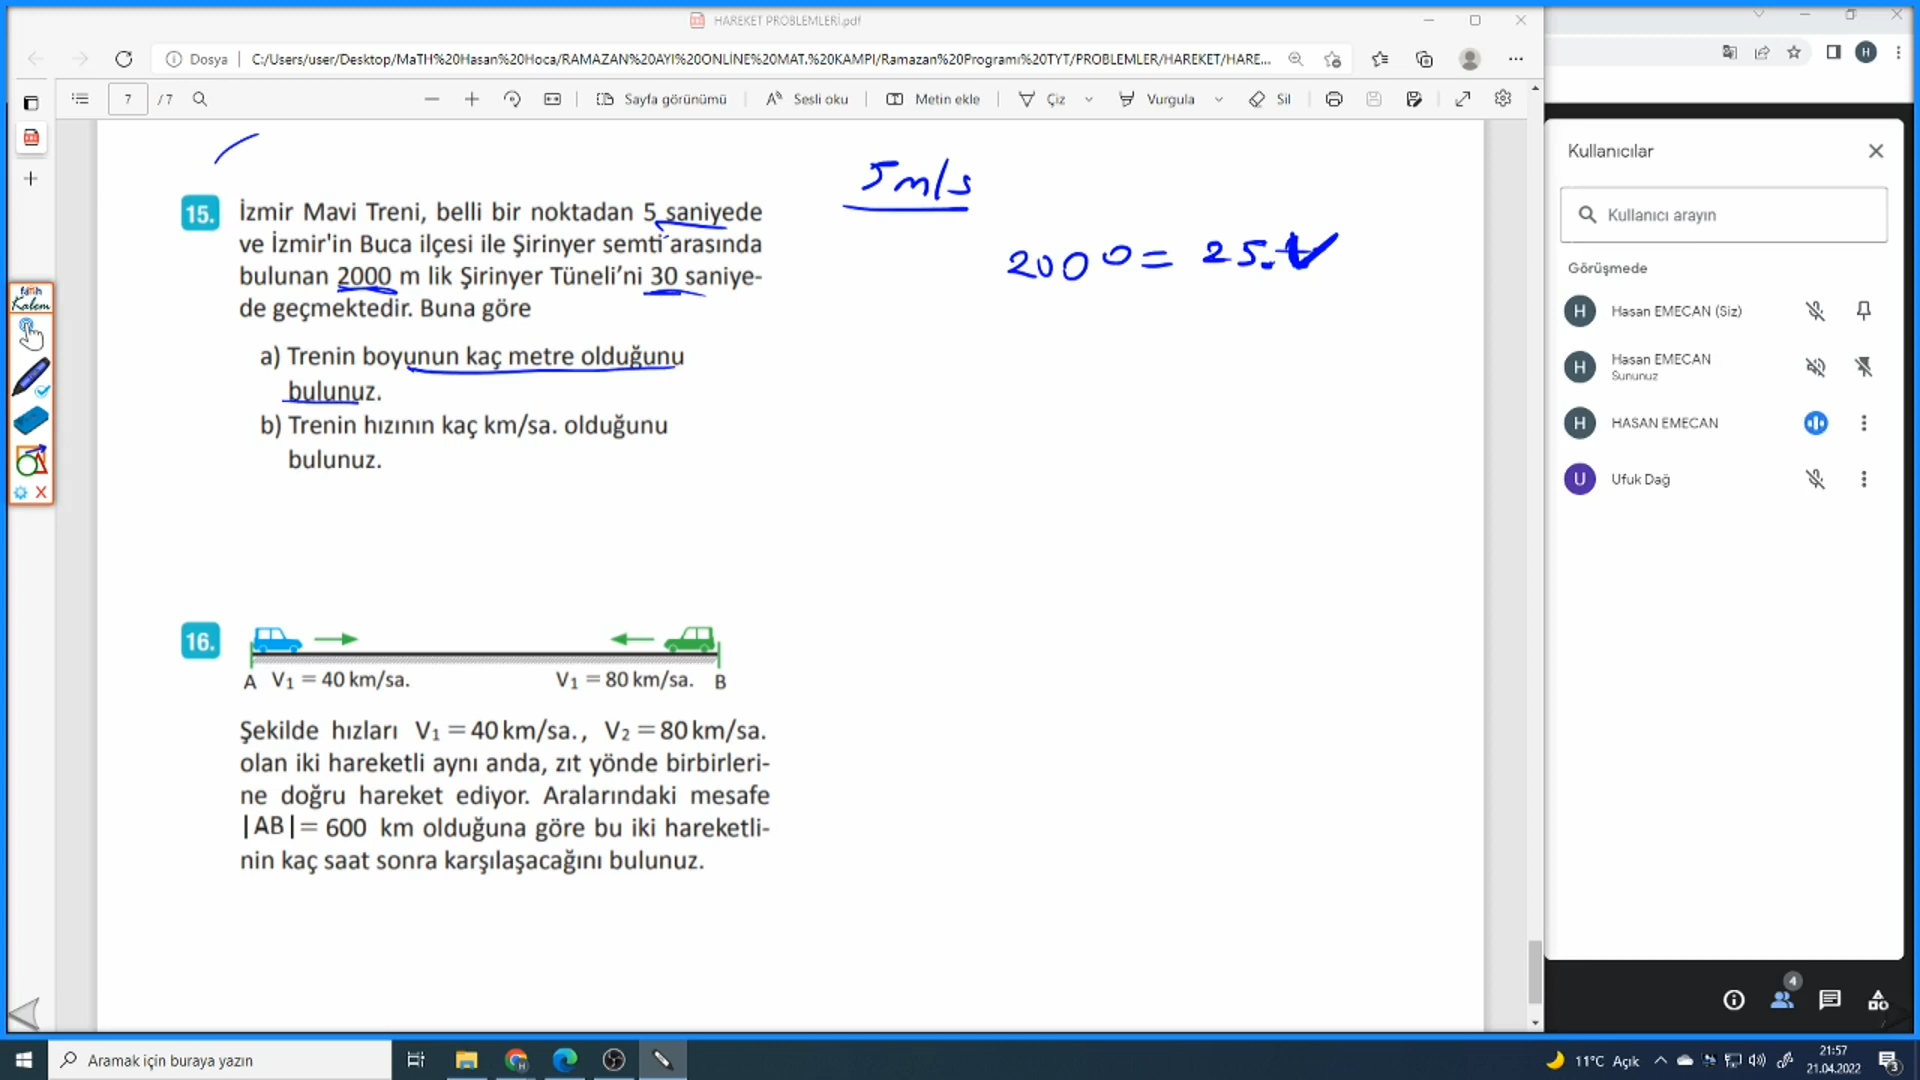 HAREKET PROBLEMLERİ.pdf
Dosya
C:/Users/user/Desktop/MaTH%20Hasan%20Hoca/RAMAZAN%20AYI%20ONLİNE%20MAT.%20KAMPI/Ramazan%20Programı%20TYT/PROBLEMLER/HAREKET/HARE...
7 /7
Sayfa görünümü
Sesli oku
Metin ekle
Çiz
Vurgula
Sil
Kalem
5 m/s
2000 = 25.
15. İzmir Mavi Treni, belli bir noktadan 5 saniyede
ve İzmir'in Buca ilçesi ile Şirinyer semti arasında
bulunan 2000 m lik Şirinyer Tüneli'ni 30 saniye-
de geçmektedir. Buna göre
a) Trenin boyunun kaç metre olduğunu
bulunuz.
b) Trenin hızının kaç km/sa. olduğunu
bulunuz.
16.
A V1 = 40 km/sa. V1 = 80 km/sa. B
Şekilde hızları V1 = 40 km/sa., V2 = 80 km/sa.
olan iki hareketli aynı anda, zıt yönde birbirleri-
ne doğru hareket ediyor. Aralarındaki mesafe
|AB| = 600 km olduğuna göre bu iki hareketli-
nin kaç saat sonra karşılaşacağını bulunuz.
H
Kullanıcılar
Kullanıcı arayın
Görüşmede
H Hasan EMECAN (Siz)
H Hasan EMECAN
Sununuz
H HASAN EMECAN
U Ufuk Dağ
4
Aramak için buraya yazın
11°C Açık
21:57
21.04.2022
3